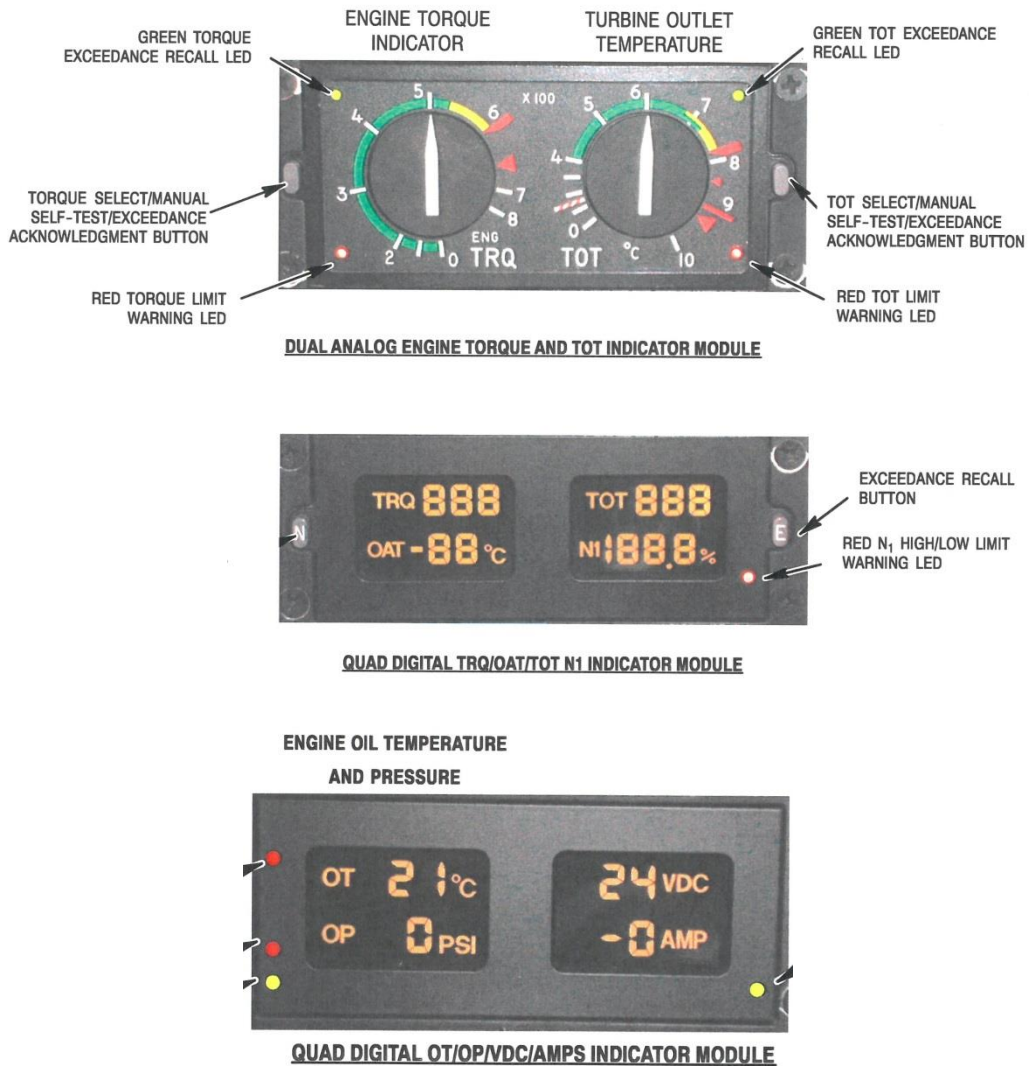 ENGINE TORQUE
INDICATOR
TURBINE OUTLET
TEMPERATURE
GREEN TORQUE
EXCEEDANCE RECALL LED
GREEN TOT EXCEEDANCE
RECALL LED
TORQUE SELECT/MANUAL
SELF-TEST/EXCEEDANCE
ACKNOWLEDGMENT BUTTON
TOT SELECT/MANUAL
SELF-TEST/EXCEEDANCE
ACKNOWLEDGMENT BUTTON
RED TORQUE LIMIT
WARNING LED
RED TOT LIMIT
WARNING LED
X 100
0
2
3
4
5
6
7
8
ENG
TRQ
0
4
5
6
7
8
9
10
TOT
°C
DUAL ANALOG ENGINE TORQUE AND TOT INDICATOR MODULE
N
TRQ 888
OAT -88 °C
TOT 888
N1 188.8 %
E
EXCEEDANCE RECALL
BUTTON
RED N₁ HIGH/LOW LIMIT
WARNING LED
QUAD DIGITAL TRQ/OAT/TOT N1 INDICATOR MODULE
ENGINE OIL TEMPERATURE
AND PRESSURE
OT 21 °C
OP 0 PSI
24 VDC
-0 AMP
QUAD DIGITAL OT/OP/VDC/AMPS INDICATOR MODULE